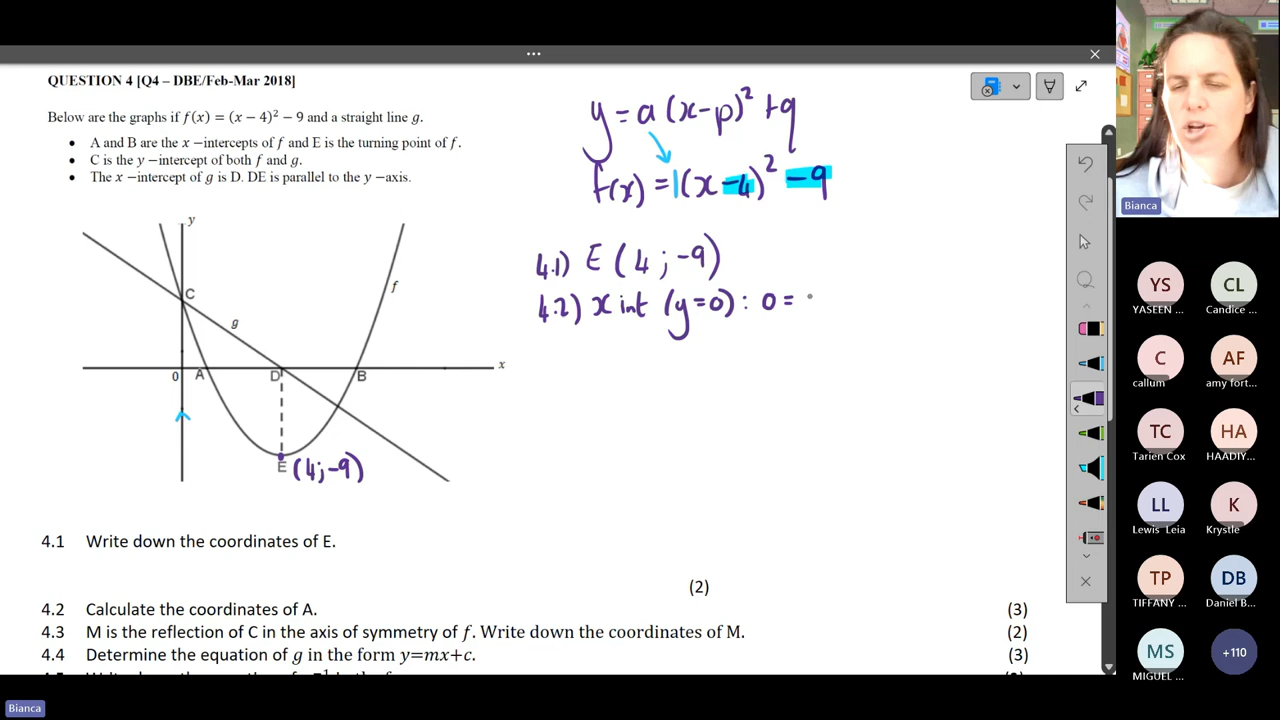 QUESTION 4 [Q4 – DBE/Feb-Mar 2018]
Below are the graphs if f(x) = (x − 4)² − 9 and a straight line g.
• A and B are the x −intercepts of f and E is the turning point of f.
• C is the y −intercept of both f and g.
• The x −intercept of g is D. DE is parallel to the y −axis.
y
C
g
f
0
A
D
B
x
E (4;-9)
y = a(x-p)² + q
f(x) = 1(x-4)² -9
4.1) E (4 ; -9)
4.2) x int (y=0) : 0 =
4.1 Write down the coordinates of E.
(2)
4.2 Calculate the coordinates of A. (3)
4.3 M is the reflection of C in the axis of symmetry of f. Write down the coordinates of M. (2)
4.4 Determine the equation of g in the form y=mx+c. (3)
Bianca
YS
YASEEN ...
CL
Candice ...
C
callum
AF
amy fort...
TC
Tarien Cox
HA
HAADIY...
LL
Lewis Leia
K
Krystle
TP
TIFFANY ...
DB
Daniel B...
MS
MIGUEL ...
+110
Bianca